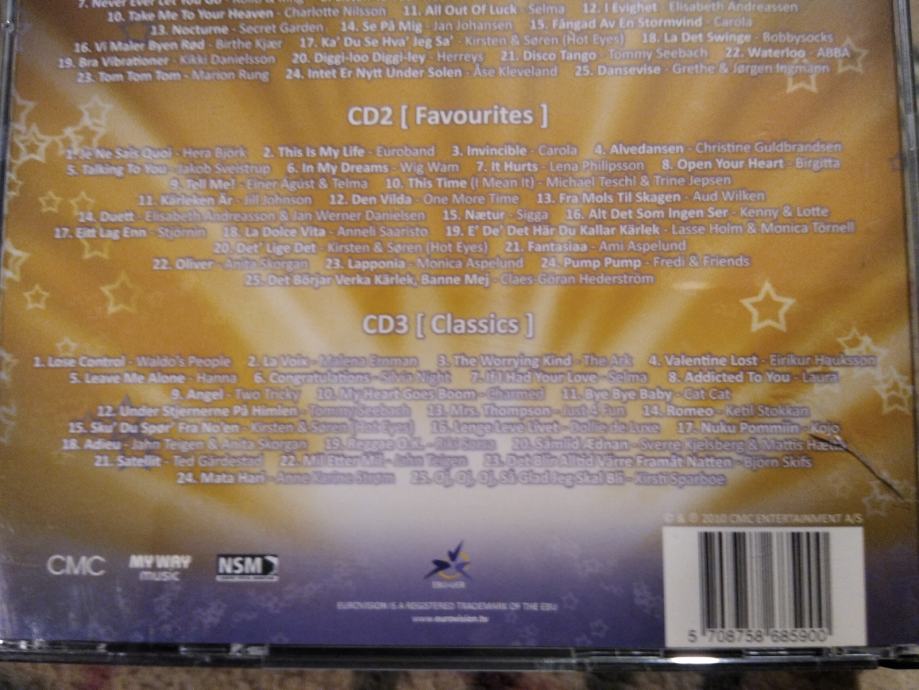 7. Never Ever Let You Go - Rollo & King
10. Take Me To Your Heaven - Charlotte Nilsson 11. All Out Of Luck - Selma 12. I Evighet - Elisabeth Andreassen
13. Nocturne - Secret Garden 14. Se På Mig - Jan Johansen 15. Fångad Av En Stormvind - Carola
16. Vi Maler Byen Rød - Birthe Kjær 17. Ka' Du Se Hva' Jeg Sa' - Kirsten & Søren (Hot Eyes) 18. La Det Swinge - Bobbysocks
19. Bra Vibrationer - Kikki Danielsson 20. Diggi-loo Diggi-ley - Herreys 21. Disco Tango - Tommy Seebach 22. Waterloo - ABBA
23. Tom Tom Tom - Marion Rung 24. Intet Er Nytt Under Solen - Åse Kleveland 25. Dansevise - Grethe & Jørgen Ingmann
CD2 [ Favourites ]
1. Je Ne Sais Quoi - Hera Björk 2. This Is My Life - Euroband 3. Invincible - Carola 4. Alvedansen - Christine Guldbrandsen
5. Talking To You - Jakob Sveistrup 6. In My Dreams - Wig Wam 7. It Hurts - Lena Philipsson 8. Open Your Heart - Birgitta
9. Tell Me! - Einer Ágúst & Telma 10. This Time (I Mean It) - Michael Teschl & Trine Jepsen
11. Kärleken Är - Jill Johnson 12. Den Vilda - One More Time 13. Fra Mols Til Skagen - Aud Wilken
14. Duett - Elisabeth Andreasson & Jan Werner Danielsen 15. Nætur - Sigga 16. Alt Det Som Ingen Ser - Kenny & Lotte
17. Eitt Lag Enn - Stjörnin 18. La Dolce Vita - Anneli Saaristo 19. E' De' Det Här Du Kallar Kärlek - Lasse Holm & Monica Törnell
20. Det' Lige Det - Kirsten & Søren (Hot Eyes) 21. Fantasiaa - Ami Aspelund
22. Oliver - Anita Skorgan 23. Lapponia - Monica Aspelund 24. Pump Pump - Fredi & Friends
25. Det Börjar Verka Kärlek, Banne Mej - Claes-Göran Hederström
CD3 [ Classics ]
1. Lose Control - Waldo's People 2. La Voix - Malena Ernman 3. The Worrying Kind - The Ark 4. Valentine Lost - Eirikur Hauksson
5. Leave Me Alone - Hanna 6. Congratulations - Silvia Night 7. If I Had Your Love - Selma 8. Addicted To You - Laura
9. Angel - Two Tricky 10. My Heart Goes Boom - Charmed 11. Bye Bye Baby - Cat Cat
12. Under Stjernerne På Himlen - Tommy Seebach 13. Mrs. Thompson - Just 4 Fun 14. Romeo - Ketil Stokkan
15. Sku' Du Spør' Fra No'en - Kirsten & Søren (Hot Eyes) 16. Lenge Leve Livet - Dollie de Luxe 17. Nuku Pommiin - Kojo
18. Adieu - Jahn Teigen & Anita Skorgan 19. Reggae O.K. - Riki Sorsa 20. Sámiid Ædnan - Sverre Kjelsberg & Mattis Hætta
21. Satellit - Ted Gärdestad 22. Mil Etter Mil - Jahn Teigen 23. Det Blir Alltid Värre Framåt Natten - Björn Skifs
24. Mata Hari - Anne Karine Strøm 25. Oj, Oj, Oj, Så Glad Jeg Skal Bli - Kirsti Sparboe
© & ℗ 2010 CMC ENTERTAINMENT A/S
CMC MY WAY music NSM
EBU·UER
EUROVISION IS A REGISTERED TRADEMARK OF THE EBU
www.eurovision.tv
5 708758 685900